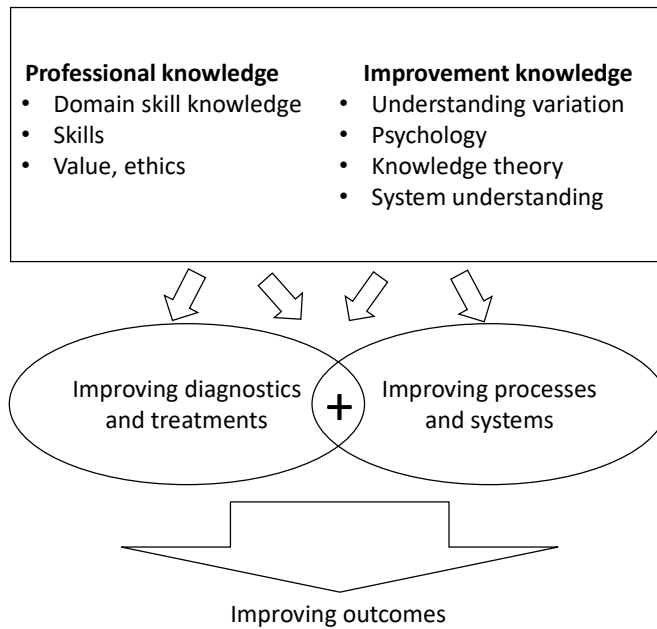 Professional knowledge
• Domain skill knowledge
• Skills
• Value, ethics
Improvement knowledge
• Understanding variation
• Psychology
• Knowledge theory
• System understanding
Improving diagnostics
and treatments
+
Improving processes
and systems
Improving outcomes